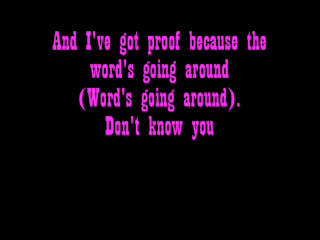 And I've got proof because the
word's going around
(Word's going around).
Don't know you